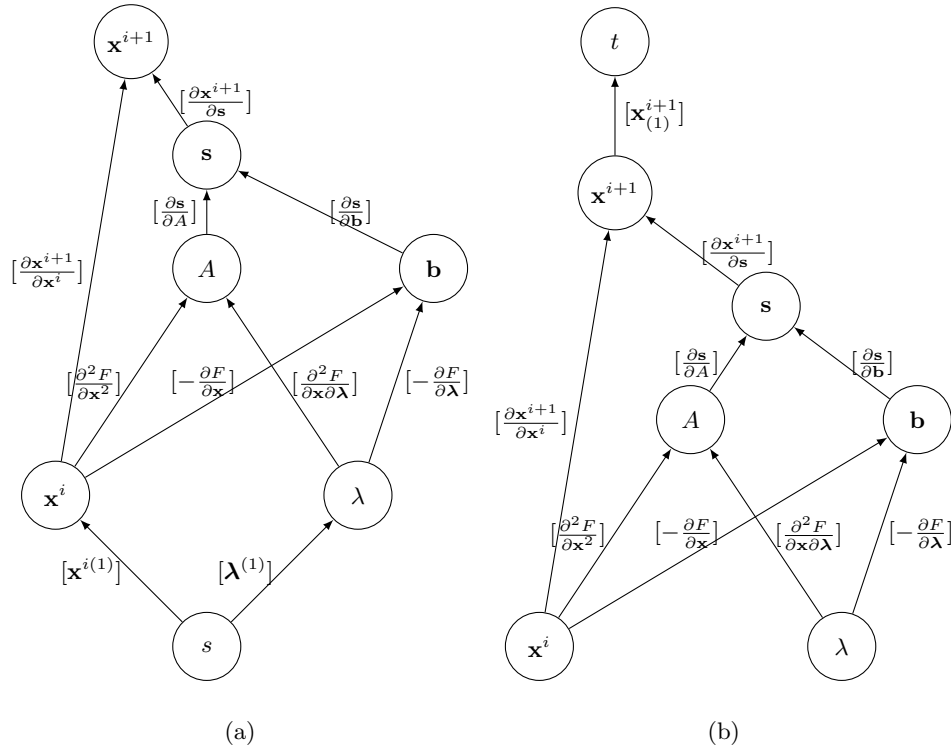 x^{i+1}
[∂x^{i+1}/∂s]
s
[∂s/∂A]
[∂s/∂b]
A
b
[∂x^{i+1}/∂x^i]
[∂²F/∂x²]
[−∂F/∂x]
[∂²F/∂x∂λ]
[−∂F/∂λ]
x^i
λ
[x^{i(1)}]
[λ^{(1)}]
s
(a)
t
[x^{i+1}_{(1)}]
x^{i+1}
[∂x^{i+1}/∂s]
s
[∂s/∂A]
[∂s/∂b]
A
b
[∂x^{i+1}/∂x^i]
[∂²F/∂x²]
[−∂F/∂x]
[∂²F/∂x∂λ]
[−∂F/∂λ]
x^i
λ
(b)